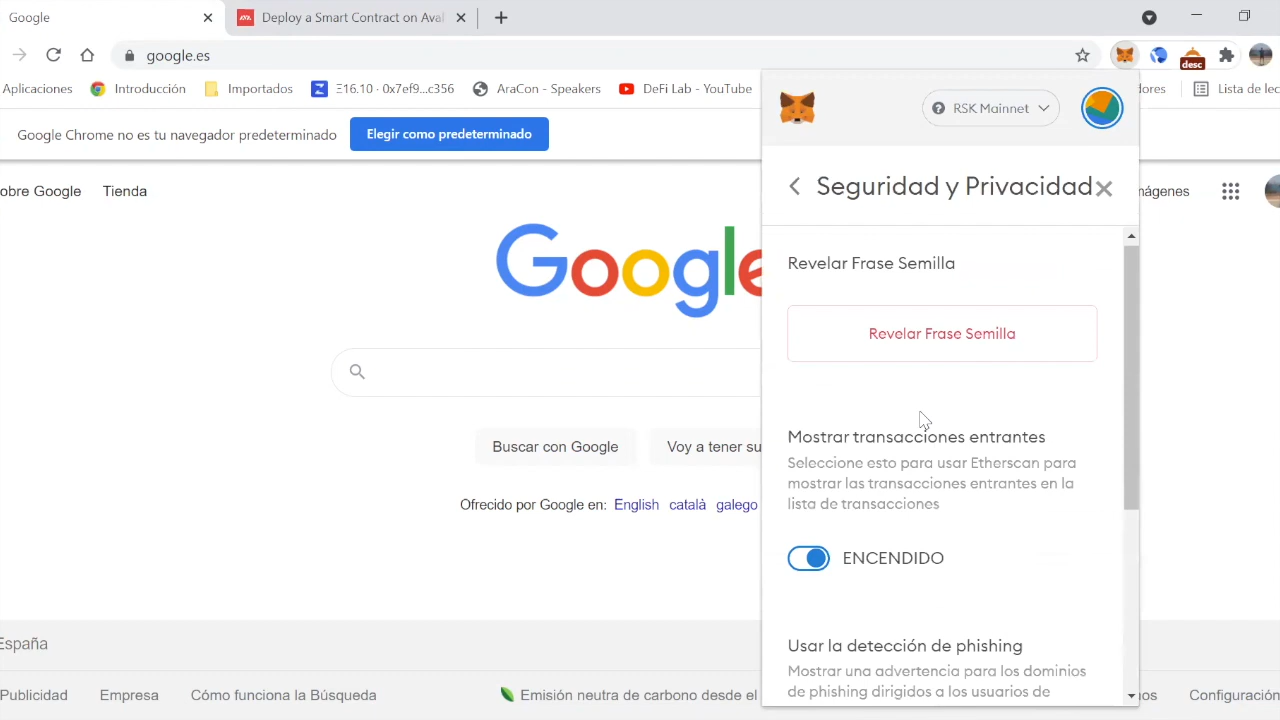 Google
Deploy a Smart Contract on Aval
google.es
desc
Aplicaciones
Introducción
Importados
Ξ16.10 · 0x7ef9...c356
AraCon - Speakers
DeFi Lab - YouTube
dores
Lista de lec
Google Chrome no es tu navegador predeterminado
Elegir como predeterminado
RSK Mainnet
obre Google
Tienda
Seguridad y Privacidad
mágenes
Google
Revelar Frase Semilla
Revelar Frase Semilla
Buscar con Google
Voy a tener su
Mostrar transacciones entrantes
Seleccione esto para usar Etherscan para
mostrar las transacciones entrantes en la
lista de transacciones
Ofrecido por Google en: English català galego
ENCENDIDO
España
Usar la detección de phishing
Mostrar una advertencia para los dominios
de phishing dirigidos a los usuarios de
Publicidad
Empresa
Cómo funciona la Búsqueda
Emisión neutra de carbono desde el
os
Configuración